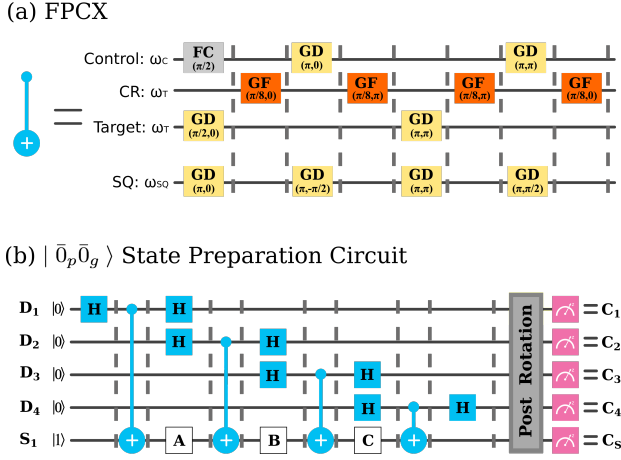 (a) FPCX
Control: ωC FC (π/2) GD (π,0) GD (π,π)
CR: ωT GF (π/8,0) GF (π/8,π) GF (π/8,π) GF (π/8,0)
Target: ωT GD (π/2,0) GD (π,π)
SQ: ωSQ GD (π,0) GD (π,-π/2) GD (π,π) GD (π,π/2)
(b) | 0̄p0̄g ⟩ State Preparation Circuit
D1 |0⟩ H H C1
D2 |0⟩ H H C2
D3 |0⟩ H H C3
D4 |0⟩ H H C4
S1 |1⟩ A B C CS
Post Rotation